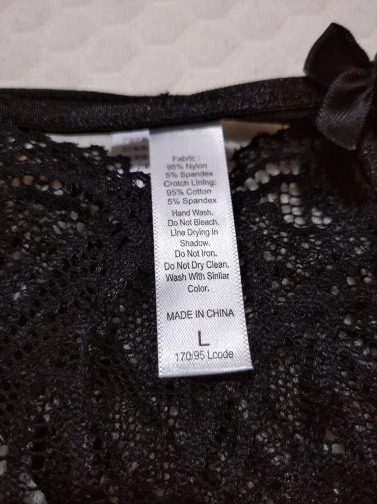 Fabric :
95% Nylon
5% Spandex
Crotch Lining:
95% Cotton
5% Spandex
Hand Wash.
Do Not Bleach.
Line Drying In
Shadow.
Do Not Iron.
Do Not Dry Clean.
Wash With Similar
Color.
MADE IN CHINA
L
170/95 Lcode